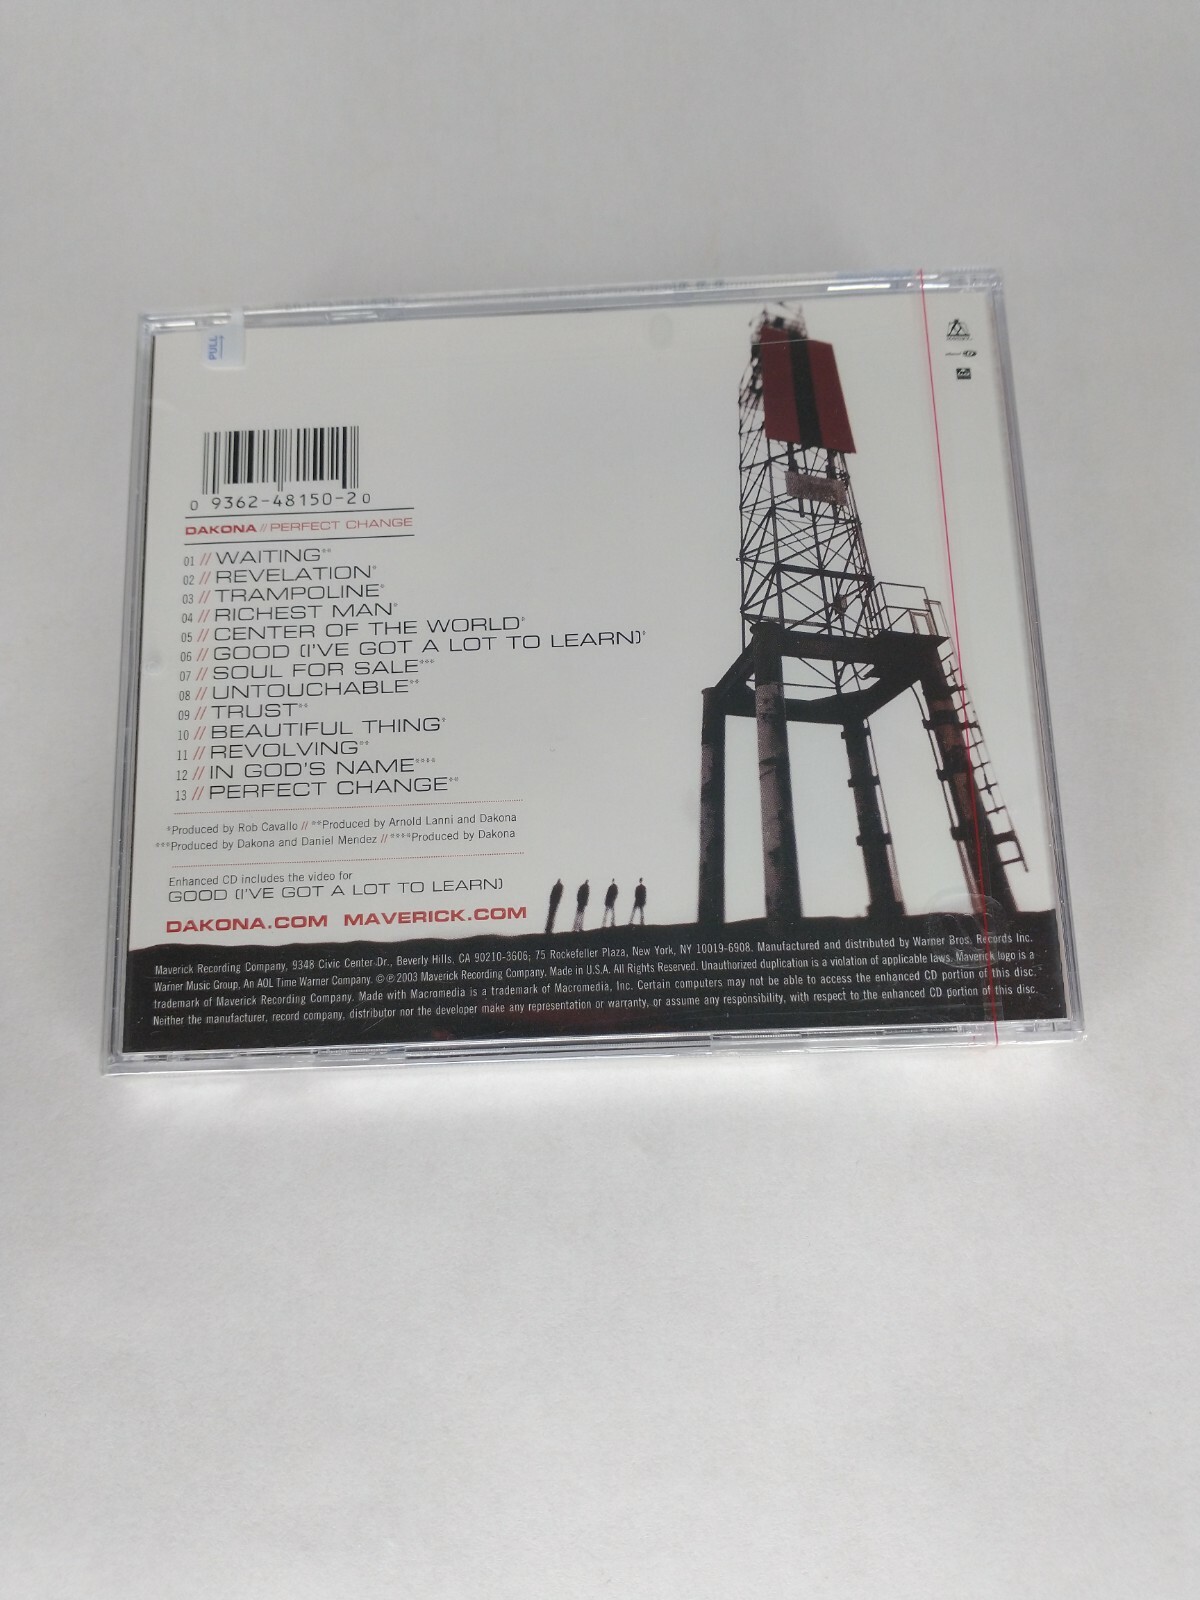 PULL
0 9362-48150-2 0
DAKONA // PERFECT CHANGE
01 // WAITING**
02 // REVELATION*
03 // TRAMPOLINE*
04 // RICHEST MAN*
05 // CENTER OF THE WORLD*
06 // GOOD (I'VE GOT A LOT TO LEARN)*
07 // SOUL FOR SALE***
08 // UNTOUCHABLE**
09 // TRUST**
10 // BEAUTIFUL THING*
11 // REVOLVING**
12 // IN GOD'S NAME****
13 // PERFECT CHANGE**
*Produced by Rob Cavallo // **Produced by Arnold Lanni and Dakona
***Produced by Dakona and Daniel Mendez // ****Produced by Dakona
Enhanced CD includes the video for
GOOD (I'VE GOT A LOT TO LEARN)
DAKONA.COM MAVERICK.COM
Maverick Recording Company, 9348 Civic Center Dr., Beverly Hills, CA 90210-3606; 75 Rockefeller Plaza, New York, NY 10019-6908. Manufactured and distributed by Warner Bros. Records Inc.
Warner Music Group, An AOL Time Warner Company. ©℗2003 Maverick Recording Company. Made in U.S.A. All Rights Reserved. Unauthorized duplication is a violation of applicable laws. Maverick logo is a
trademark of Maverick Recording Company. Made with Macromedia is a trademark of Macromedia, Inc. Certain computers may not be able to access the enhanced CD portion of this disc.
Neither the manufacturer, record company, distributor nor the developer make any representation or warranty, or assume any responsibility, with respect to the enhanced CD portion of this disc.